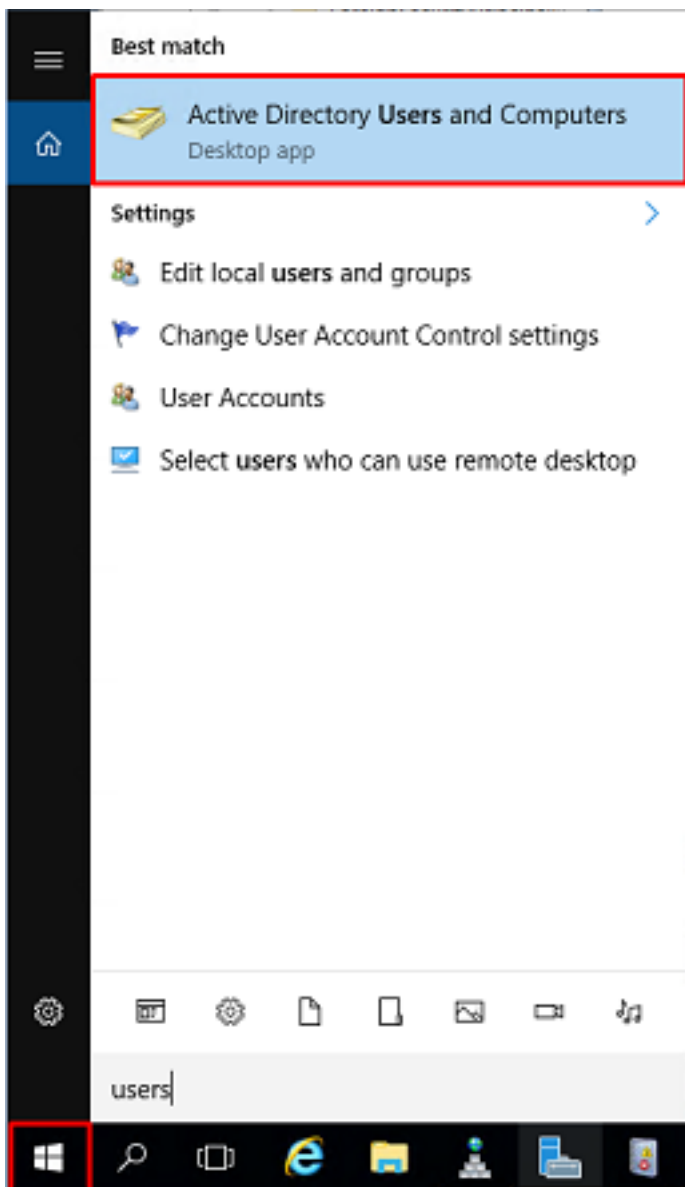 Best match
Active Directory Users and Computers
Desktop app
Settings
Edit local users and groups
Change User Account Control settings
User Accounts
Select users who can use remote desktop
users